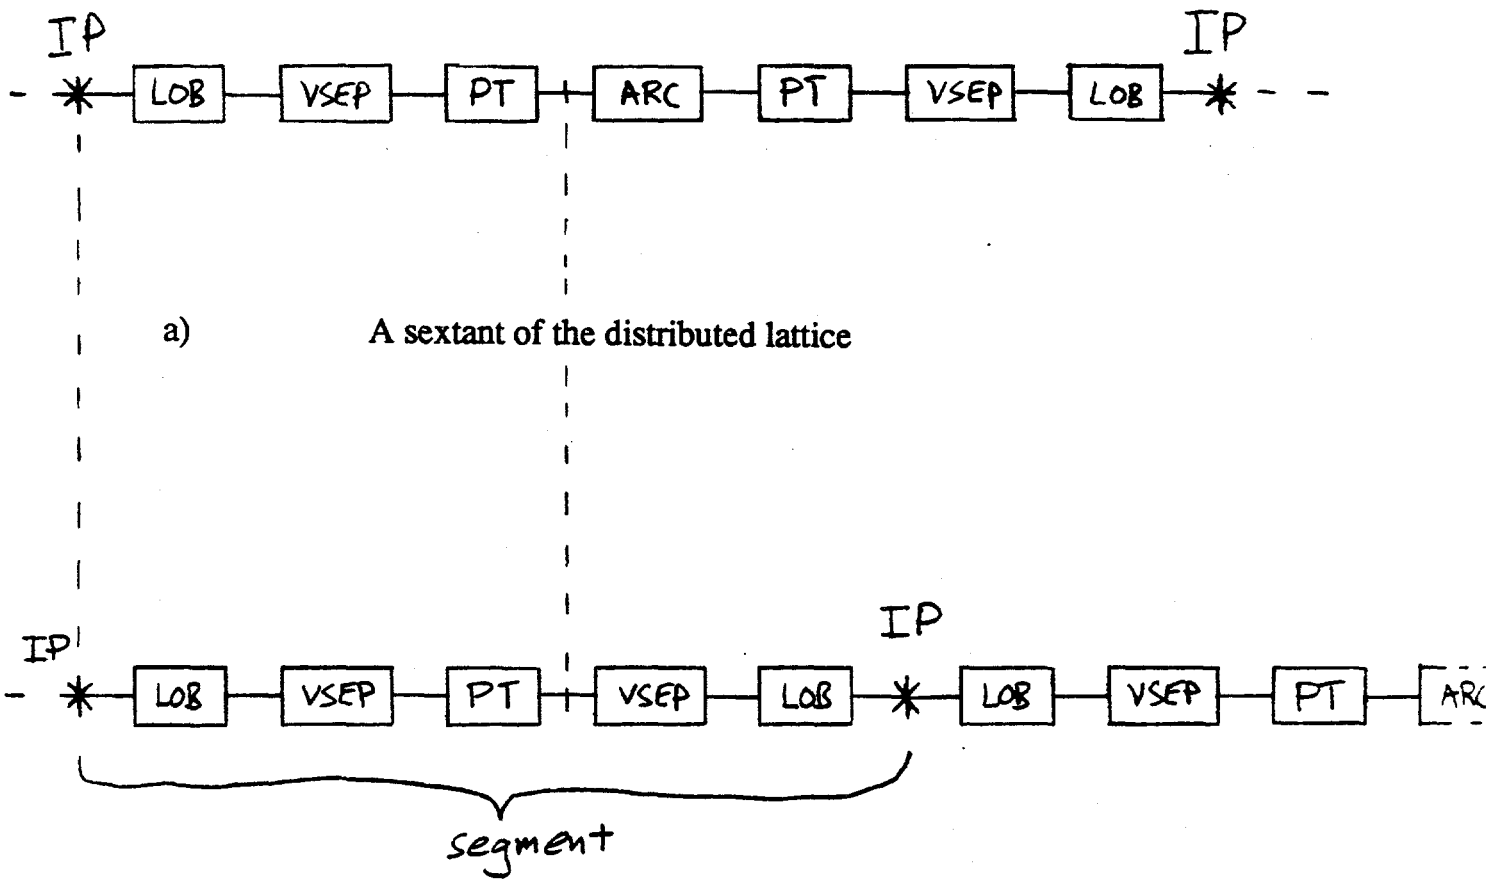 IP IP
LOB VSEP PT ARC PT VSEP LOB
a) A sextant of the distributed lattice
IP IP
LOB VSEP PT VSEP LOB LOB VSEP PT ARC
segment